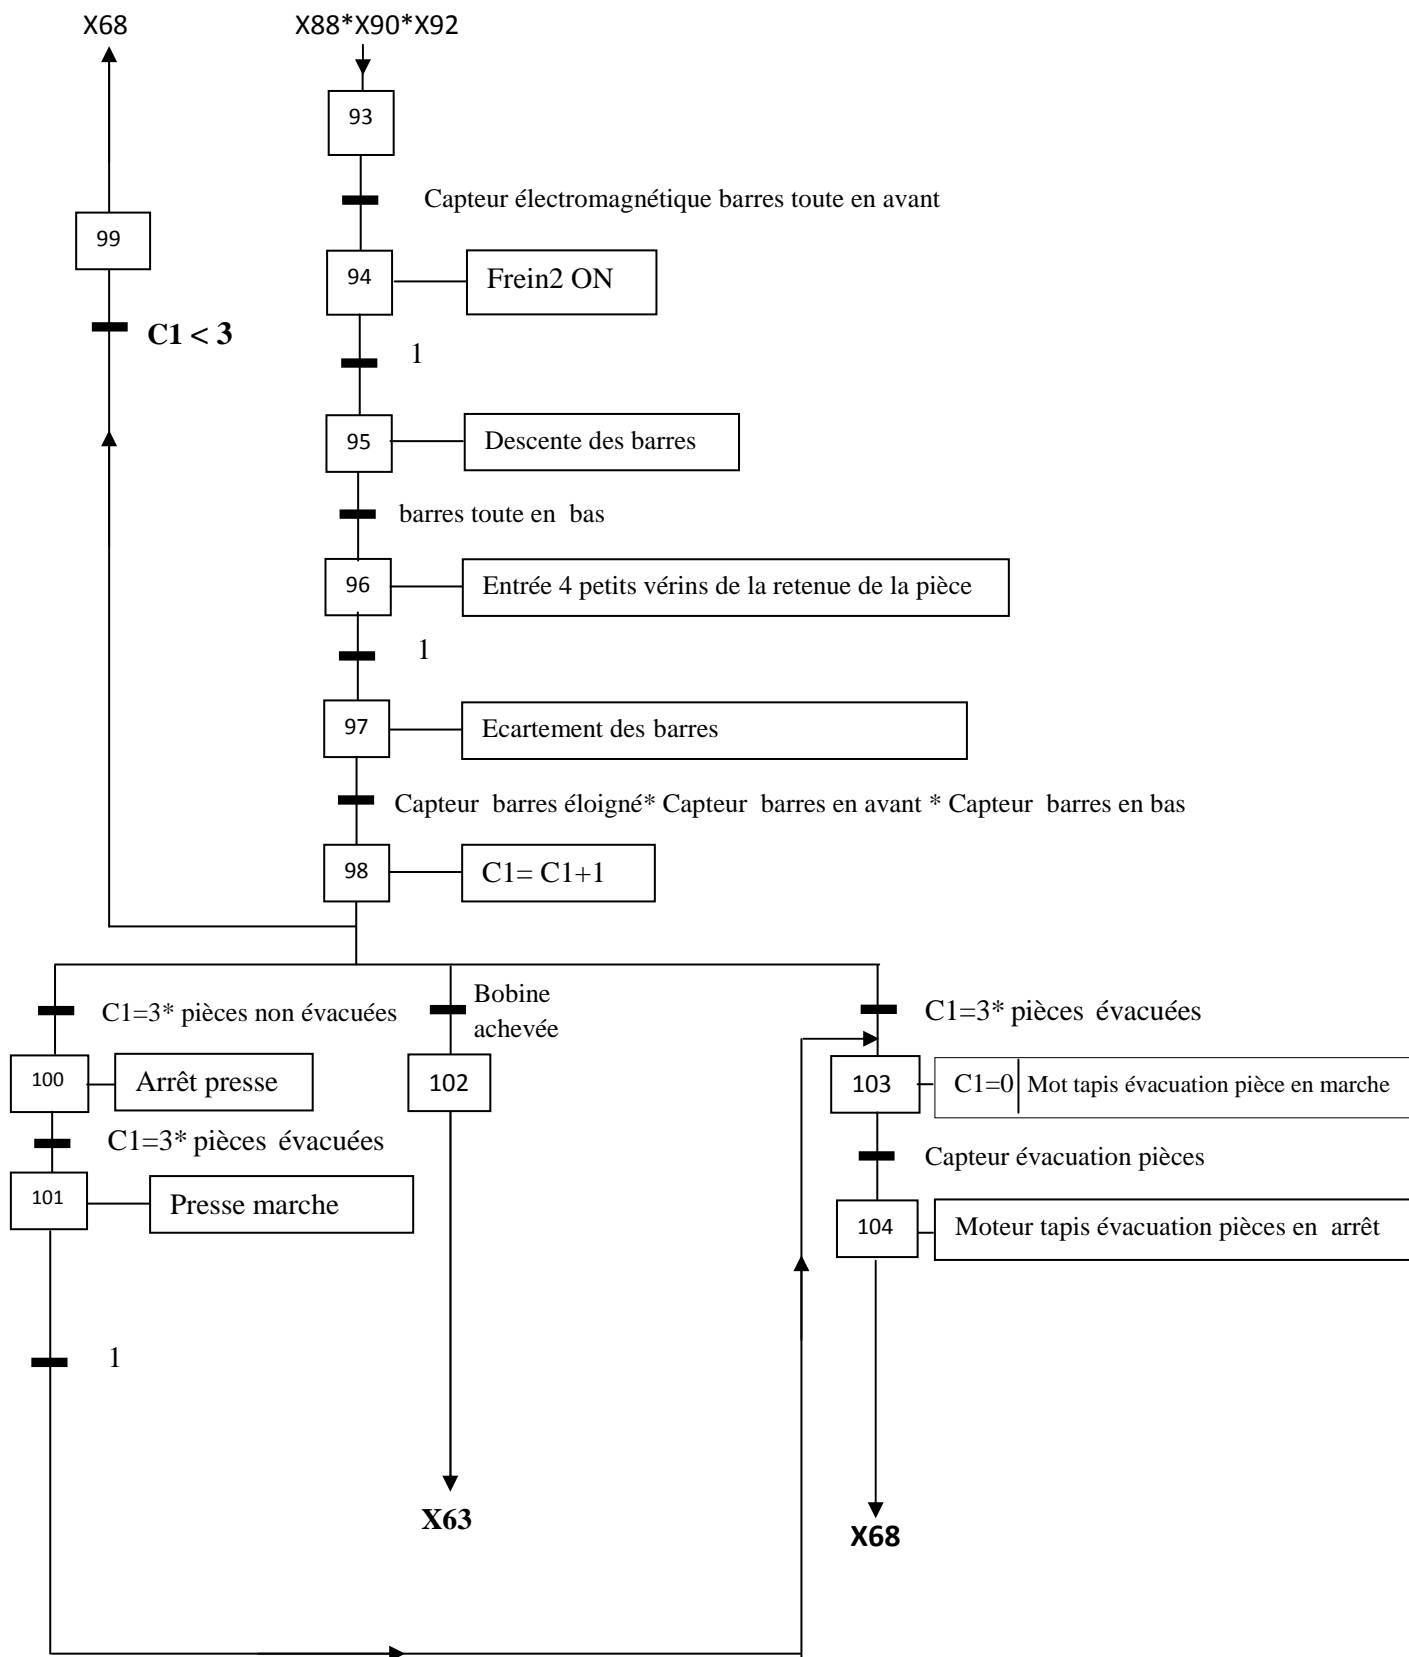 X68
X88*X90*X92
93
Capteur électromagnétique barres toute en avant
99
94
Frein2 ON
C1 < 3
1
95
Descente des barres
barres toute en bas
96
Entrée 4 petits vérins de la retenue de la pièce
1
97
Ecartement des barres
Capteur barres éloigné* Capteur barres en avant * Capteur barres en bas
98
C1= C1+1
C1=3* pièces non évacuées
Bobine
achevée
C1=3* pièces évacuées
100
Arrêt presse
102
103
C1=0 Mot tapis évacuation pièce en marche
C1=3* pièces évacuées
Capteur évacuation pièces
101
Presse marche
104
Moteur tapis évacuation pièces en arrêt
1
X63
X68